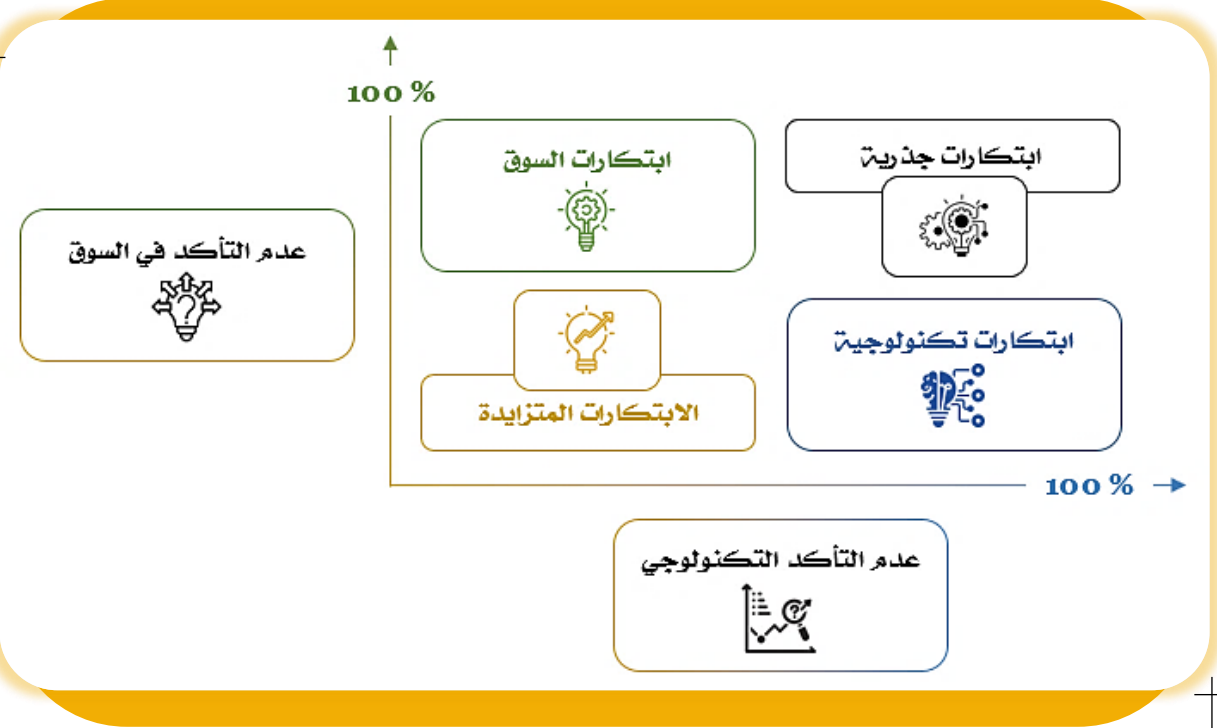 100 %
ابتكارات جذرية
ابتكارات السوق
عدم التأكد في السوق
ابتكارات تكنولوجية
الابتكارات المتزايدة
100 %
عدم التأكد التكنولوجي